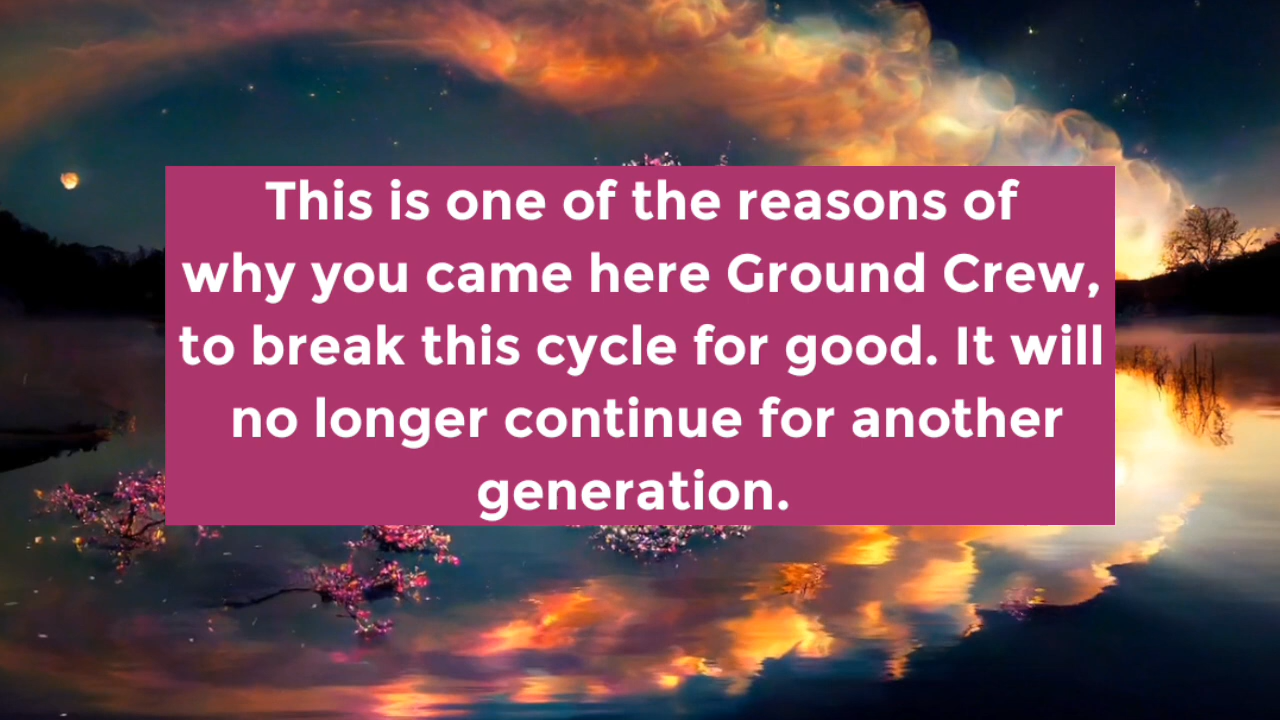 This is one of the reasons of
why you came here Ground Crew,
to break this cycle for good. It will
no longer continue for another
generation.